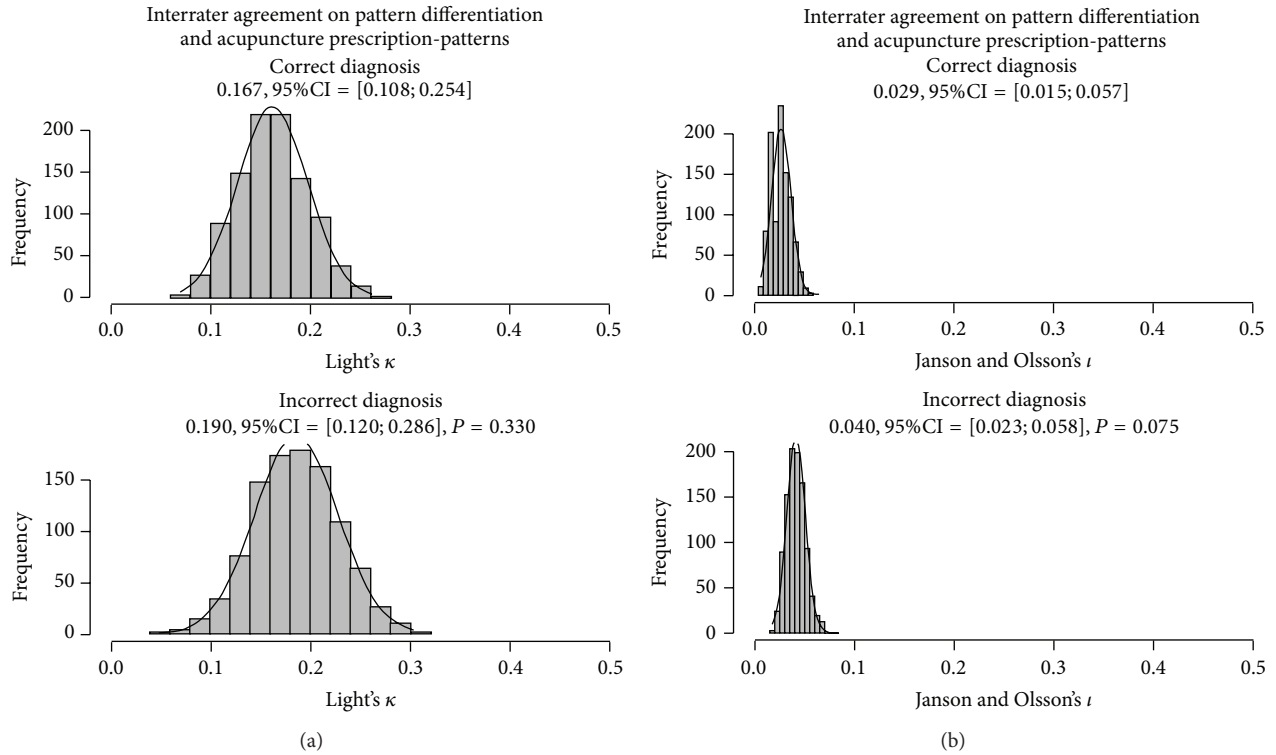 Interrater agreement on pattern differentiation
and acupuncture prescription-patterns
Correct diagnosis
0.167, 95%CI = [0.108; 0.254]
200
150
100
50
0
Frequency
0.0 0.1 0.2 0.3 0.4 0.5
Light's κ
Incorrect diagnosis
0.190, 95%CI = [0.120; 0.286], P = 0.330
150
100
50
0
Frequency
0.0 0.1 0.2 0.3 0.4 0.5
Light's κ
(a)
Interrater agreement on pattern differentiation
and acupuncture prescription-patterns
Correct diagnosis
0.029, 95%CI = [0.015; 0.057]
200
150
100
50
0
Frequency
0.0 0.1 0.2 0.3 0.4 0.5
Janson and Olsson's ι
Incorrect diagnosis
0.040, 95%CI = [0.023; 0.058], P = 0.075
200
150
100
50
0
Frequency
0.0 0.1 0.2 0.3 0.4 0.5
Janson and Olsson's ι
(b)